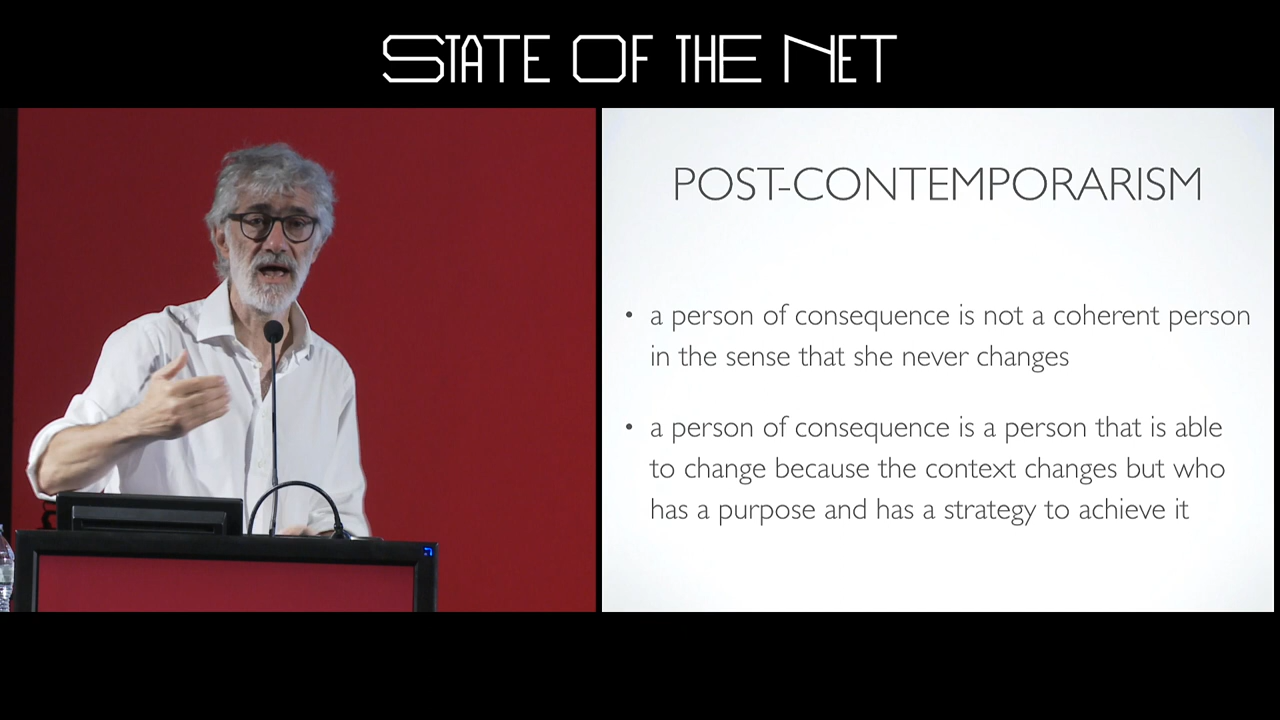 STATE OF THE NET
POST-CONTEMPORARISM
• a person of consequence is not a coherent person
in the sense that she never changes
• a person of consequence is a person that is able
to change because the context changes but who
has a purpose and has a strategy to achieve it